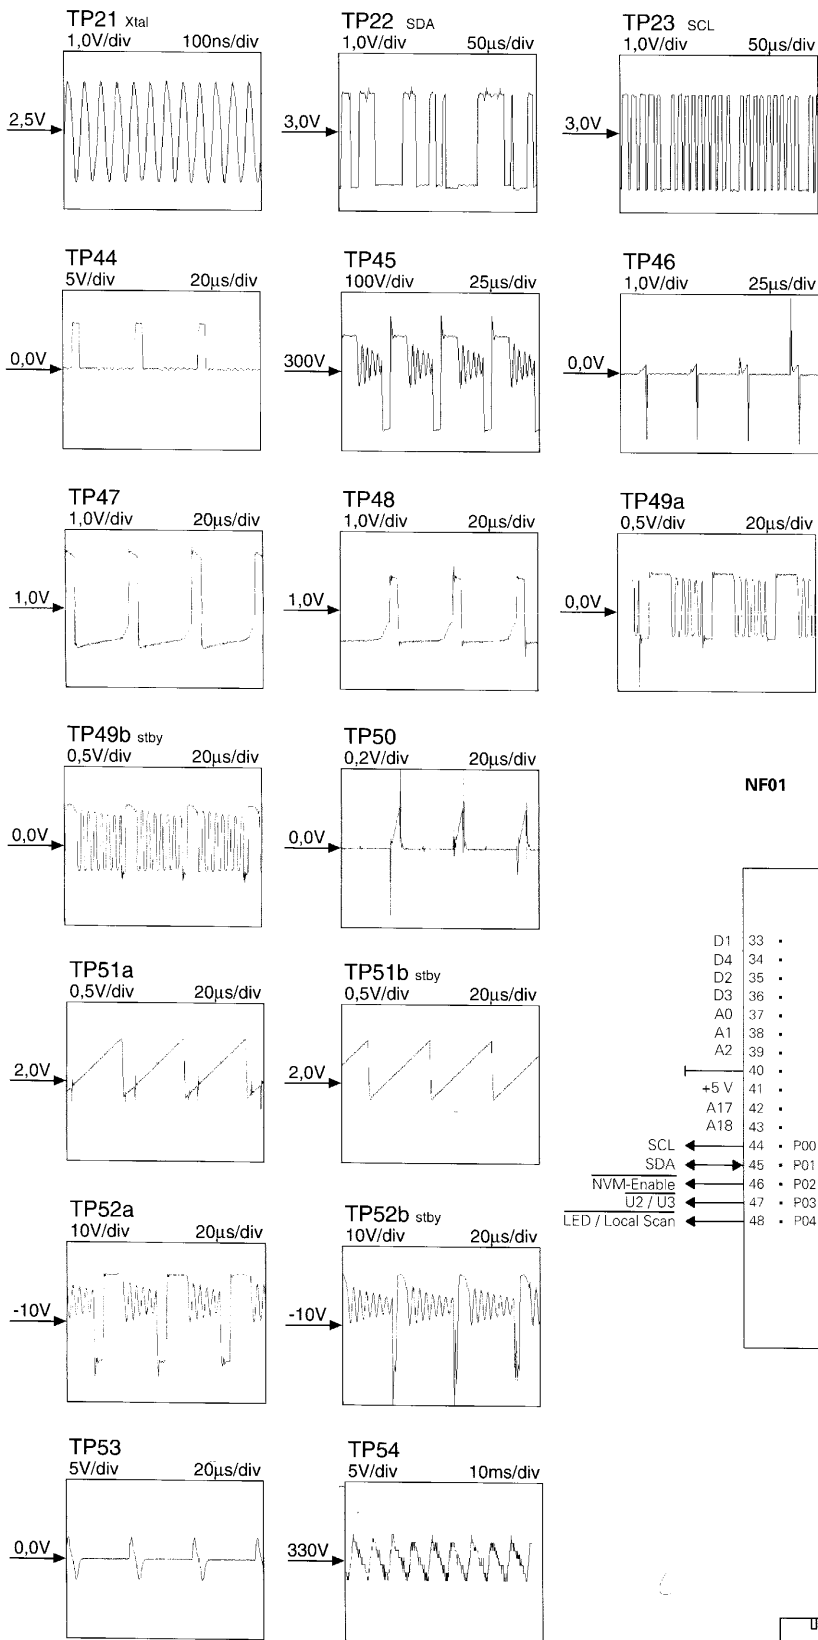 TP21 Xtal
1,0V/div 100ns/div
2,5V
TP22 SDA
1,0V/div 50µs/div
3,0V
TP23 SCL
1,0V/div 50µs/div
3,0V
TP44
5V/div 20µs/div
0,0V
TP45
100V/div 25µs/div
300V
TP46
1,0V/div 25µs/div
0,0V
TP47
1,0V/div 20µs/div
1,0V
TP48
1,0V/div 20µs/div
1,0V
TP49a
0,5V/div 20µs/div
0,0V
TP49b stby
0,5V/div 20µs/div
0,0V
TP50
0,2V/div 20µs/div
0,0V
NF01
TP51a
0,5V/div 20µs/div
2,0V
TP51b stby
0,5V/div 20µs/div
2,0V
D1 33
D4 34
D2 35
D3 36
A0 37
A1 38
A2 39
40
+5 V 41
A17 42
A18 43
SCL 44 P00
SDA 45 P01
NVM-Enable 46 P02
U2 / U3 47 P03
LED / Local Scan 48 P04
TP52a
10V/div 20µs/div
-10V
TP52b stby
10V/div 20µs/div
-10V
TP53
5V/div 20µs/div
0,0V
TP54
5V/div 10ms/div
330V